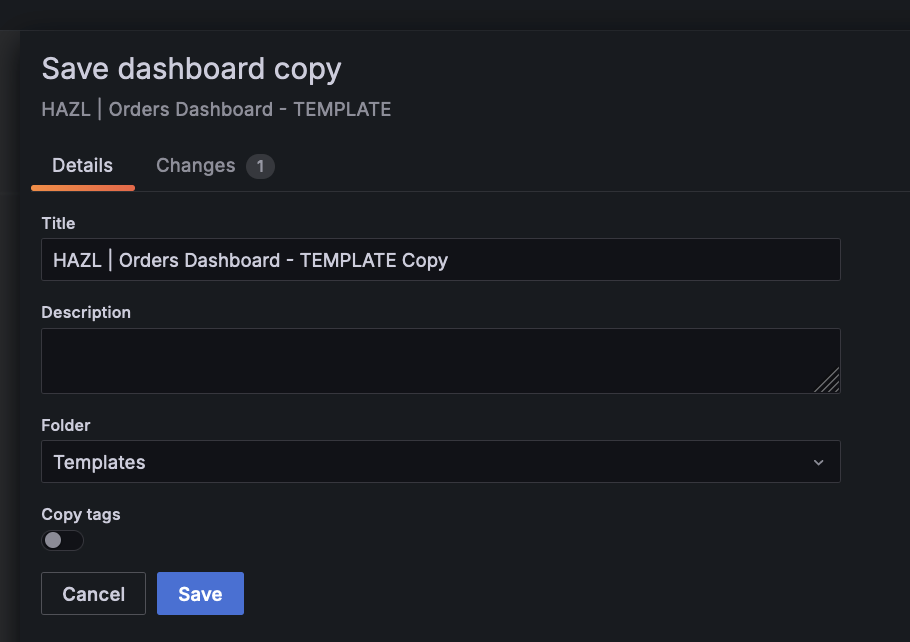 Save dashboard copy
HAZL | Orders Dashboard - TEMPLATE
Details Changes 1
Title
HAZL | Orders Dashboard - TEMPLATE Copy
Description
Folder
Templates
Copy tags
Cancel Save